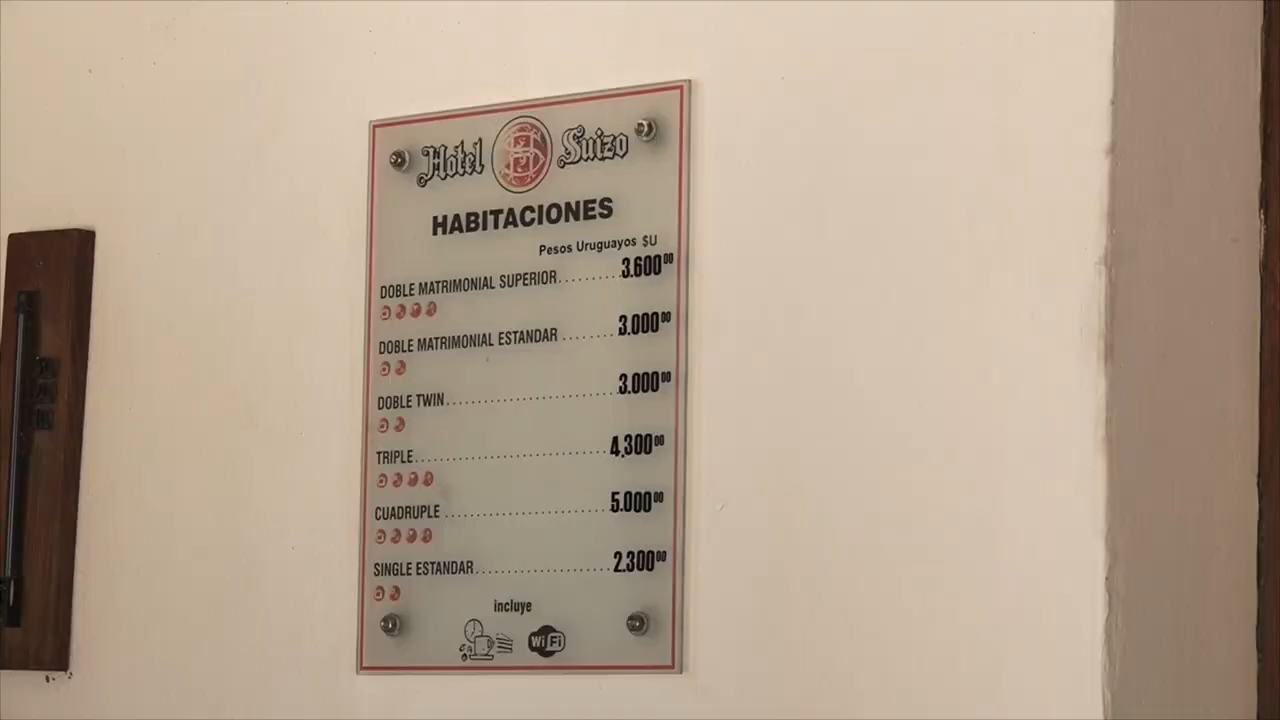 Hotel HS Suizo
HABITACIONES
Pesos Uruguayos $U
DOBLE MATRIMONIAL SUPERIOR.........3.600⁰⁰
DOBLE MATRIMONIAL ESTANDAR ........3.000⁰⁰
DOBLE TWIN.........................3.000⁰⁰
TRIPLE.............................4.300⁰⁰
CUADRUPLE .........................5.000⁰⁰
SINGLE ESTANDAR....................2.300⁰⁰
incluye
WiFi